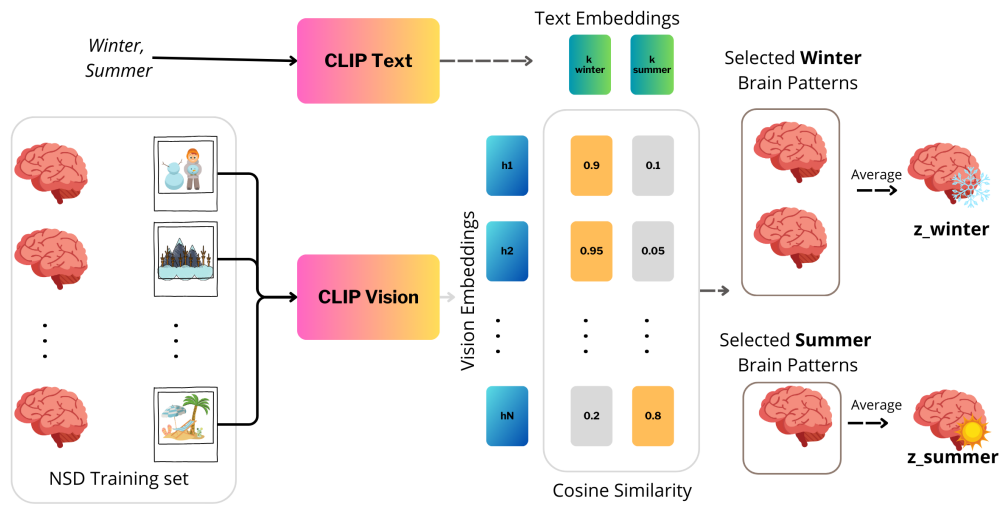 Winter,
Summer
CLIP Text
Text Embeddings
k
winter
k
summer
Selected Winter
Brain Patterns
NSD Training set
CLIP Vision
Vision Embeddings
h1
0.9
0.1
h2
0.95
0.05
hN
0.2
0.8
Cosine Similarity
Average
z_winter
Selected Summer
Brain Patterns
Average
z_summer